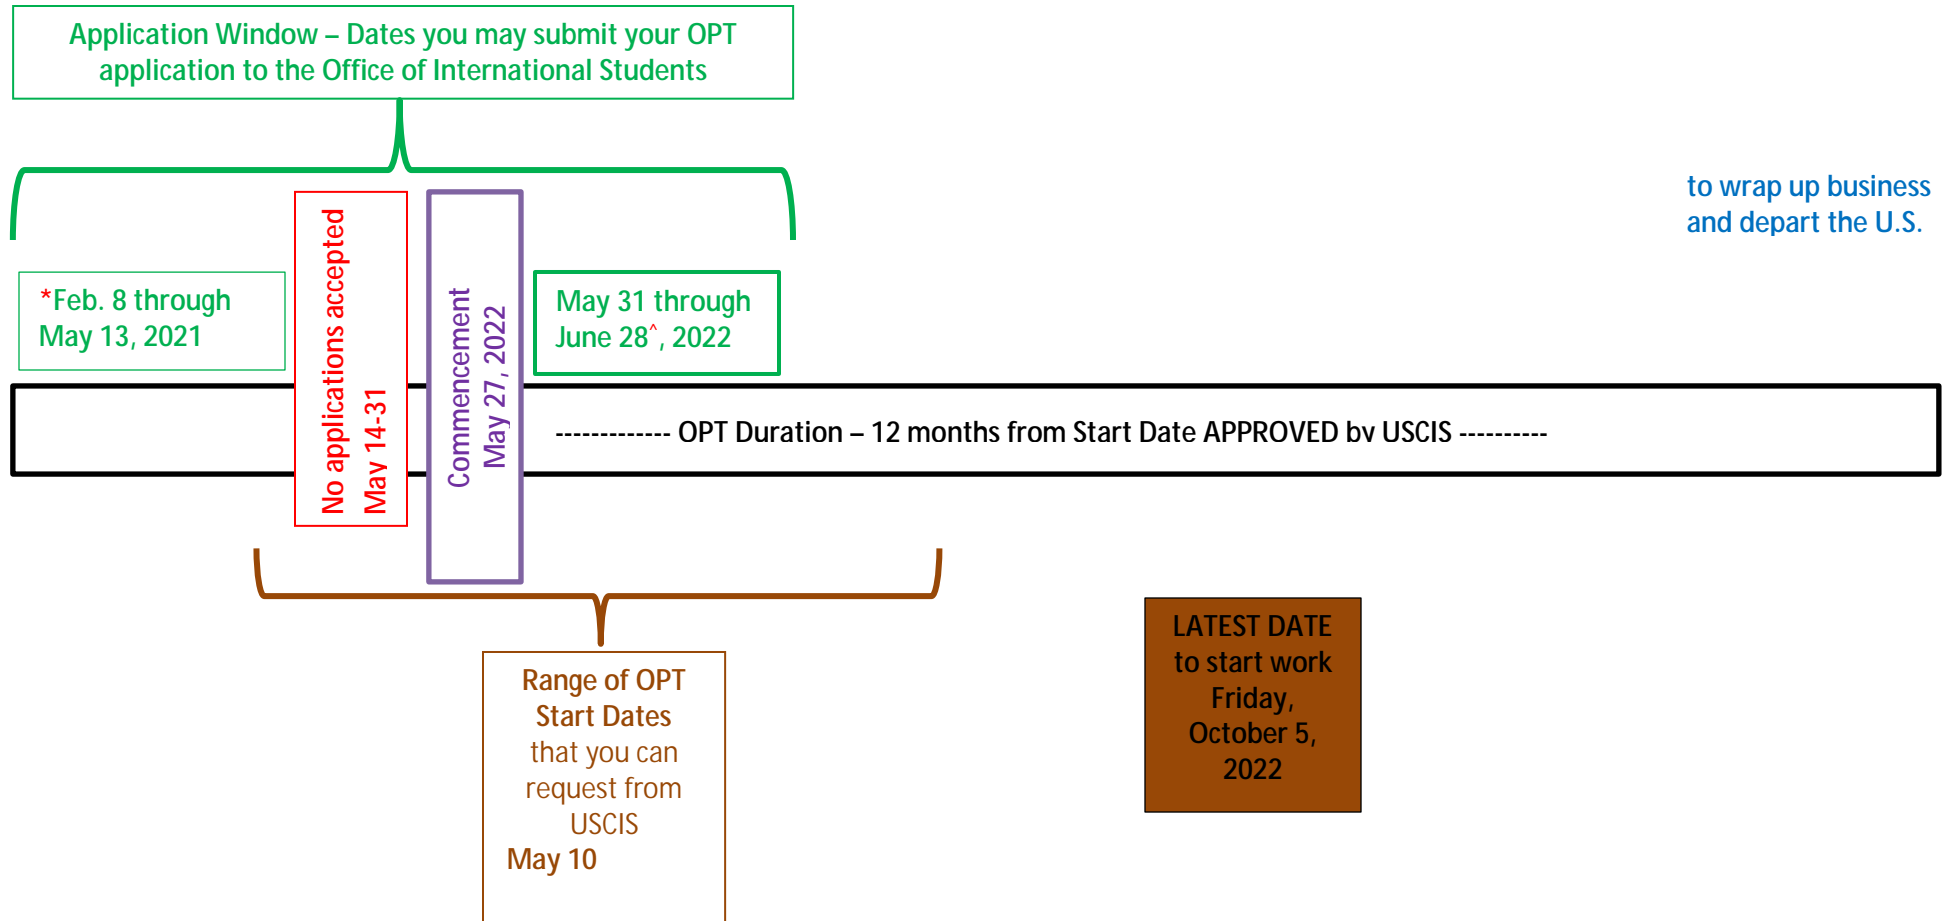 Application Window – Dates you may submit your OPT
application to the Office of International Students
to wrap up business
and depart the U.S.
*Feb. 8 through
May 13, 2021
No applications accepted
May 14-31
Commencement
May 27, 2022
May 31 through
June 28^, 2022
------------- OPT Duration – 12 months from Start Date APPROVED by USCIS ----------
Range of OPT
Start Dates
that you can
request from
USCIS
May 10
LATEST DATE
to start work
Friday,
October 5,
2022